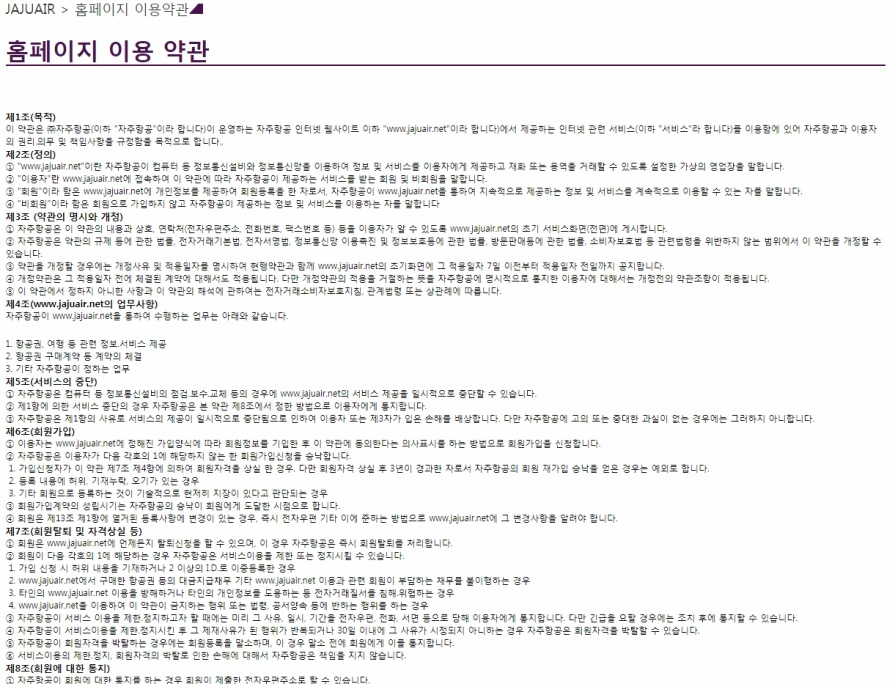 JAJUAIR > 홈페이지 이용약관
홈페이지 이용 약관
제1조(목적)
이 약관은 ㈜자주항공(이하 "자주항공"이라 합니다)이 운영하는 자주항공 인터넷 웹사이트 이하 "www.jajuair.net"이라 합니다)에서 제공하는 인터넷 관련 서비스(이하 "서비스"라 합니다)를 이용함에 있어 자주항공과 이용자
의 권리.의무 및 책임사항을 규정함을 목적으로 합니다.
제2조(정의)
① "www.jajuair.net"이란 자주항공이 컴퓨터 등 정보통신설비와 정보통신망을 이용하여 정보 및 서비스를 이용자에게 제공하고 재화 또는 용역을 거래할 수 있도록 설정한 가상의 영업장을 말합니다.
② "이용자"란 www.jajuair.net에 접속하여 이 약관에 따라 자주항공이 제공하는 서비스를 받는 회원 및 비회원을 말합니다.
③ "회원"이라 함은 www.jajuair.net에 개인정보를 제공하여 회원등록을 한 자로서, 자주항공이 www.jajuair.net을 통하여 지속적으로 제공하는 정보 및 서비스를 계속적으로 이용할 수 있는 자를 말합니다.
④ "비회원"이라 함은 회원으로 가입하지 않고 자주항공이 제공하는 정보 및 서비스를 이용하는 자를 말합니다
제3조 (약관의 명시와 개정)
① 자주항공은 이 약관의 내용과 상호, 연락처(전자우편주소, 전화번호, 팩스번호 등) 등을 이용자가 알 수 있도록 www.jajuair.net의 초기 서비스화면(전면)에 게시합니다.
② 자주항공은 약관의 규제 등에 관한 법률, 전자거래기본법, 전자서명법, 정보통신망 이용촉진 및 정보보호등에 관한 법률, 방문판매등에 관한 법률, 소비자보호법 등 관련법령을 위반하지 않는 범위에서 이 약관을 개정할 수
있습니다.
③ 약관을 개정할 경우에는 개정사유 및 적용일자를 명시하여 현행약관과 함께 www.jajuair.net의 초기화면에 그 적용일자 7일 이전부터 적용일자 전일까지 공지합니다.
④ 개정약관은 그 적용일자 전에 체결된 계약에 대해서도 적용됩니다. 다만 개정약관의 적용을 거절하는 뜻을 자주항공에 명시적으로 통지한 이용자에 대해서는 개정전의 약관조항이 적용됩니다.
⑤ 이 약관에서 정하지 아니한 사항과 이 약관의 해석에 관하여는 전자거래소비자보호지침, 관계법령 또는 상관례에 따릅니다.
제4조(www.jajuair.net의 업무사항)
자주항공이 www.jajuair.net을 통하여 수행하는 업무는 아래와 같습니다.
1. 항공권, 여행 등 관련 정보.서비스 제공
2. 항공권 구매계약 등 계약의 체결
3. 기타 자주항공이 정하는 업무
제5조(서비스의 중단)
① 자주항공은 컴퓨터 등 정보통신설비의 점검.보수.교체 등의 경우에 www.jajuair.net의 서비스 제공을 일시적으로 중단할 수 있습니다.
② 제1항에 의한 서비스 중단의 경우 자주항공은 본 약관 제8조에서 정한 방법으로 이용자에게 통지합니다.
③ 자주항공은 제1항의 사유로 서비스의 제공이 일시적으로 중단됨으로 인하여 이용자 또는 제3자가 입은 손해를 배상합니다. 다만 자주항공에 고의 또는 중대한 과실이 없는 경우에는 그러하지 아니합니다.
제6조(회원가입)
① 이용자는 www.jajuair.net에 정해진 가입양식에 따라 회원정보를 기입한 후 이 약관에 동의한다는 의사표시를 하는 방법으로 회원가입을 신청합니다.
② 자주항공은 이용자가 다음 각호의 1에 해당하지 않는 한 회원가입신청을 승낙합니다.
1. 가입신청자가 이 약관 제7조 제4항에 의하여 회원자격을 상실 한 경우. 다만 회원자격 상실 후 3년이 경과한 자로서 자주항공의 회원 재가입 승낙을 얻은 경우는 예외로 합니다.
2. 등록 내용에 허위, 기재누락, 오기가 있는 경우
3. 기타 회원으로 등록하는 것이 기술적으로 현저히 지장이 있다고 판단되는 경우
③ 회원가입계약의 성립시기는 자주항공의 승낙이 회원에게 도달한 시점으로 합니다.
④ 회원은 제13조 제1항에 열거된 등록사항에 변경이 있는 경우, 즉시 전자우편 기타 이에 준하는 방법으로 www.jajuair.net에 그 변경사항을 알려야 합니다.
제7조(회원탈퇴 및 자격상실 등)
① 회원은 www.jajuair.net에 언제든지 탈퇴신청을 할 수 있으며, 이 경우 자주항공은 즉시 회원탈퇴를 처리합니다.
② 회원이 다음 각호의 1에 해당하는 경우 자주항공은 서비스이용을 제한 또는 정지시킬 수 있습니다.
1. 가입 신청 시 허위 내용을 기재하거나 2 이상의 I.D.로 이중등록한 경우
2. www.jajuair.net에서 구매한 항공권 등의 대금지급채무 기타 www.jajuair.net 이용과 관련 회원이 부담하는 채무를 불이행하는 경우
3. 타인의 www.jajuair.net 이용을 방해하거나 타인의 개인정보를 도용하는 등 전자거래질서를 침해.위협하는 경우
4. www.jajuair.net을 이용하여 이 약관이 금지하는 행위 또는 법령, 공서양속 등에 반하는 행위를 하는 경우
③ 자주항공이 서비스 이용을 제한.정지하고자 할 때에는 미리 그 사유, 일시, 기간을 전자우편, 전화, 서면 등으로 당해 이용자에게 통지합니다. 다만 긴급을 요할 경우에는 조치 후에 통지할 수 있습니다.
④ 자주항공이 서비스이용을 제한.정지시킨 후 그 제재사유가 된 행위가 반복되거나 30일 이내에 그 사유가 시정되지 아니하는 경우 자주항공은 회원자격을 박탈할 수 있습니다.
⑤ 자주항공이 회원자격을 박탈하는 경우에는 회원등록을 말소하며, 이 경우 말소 전에 회원에게 이를 통지합니다.
⑥ 서비스이용의 제한.정지, 회원자격의 박탈로 인한 손해에 대해서 자주항공은 책임을 지지 않습니다.
제8조(회원에 대한 통지)
① 자주항공이 회원에 대한 통지를 하는 경우 회원이 제출한 전자우편주소로 할 수 있습니다.